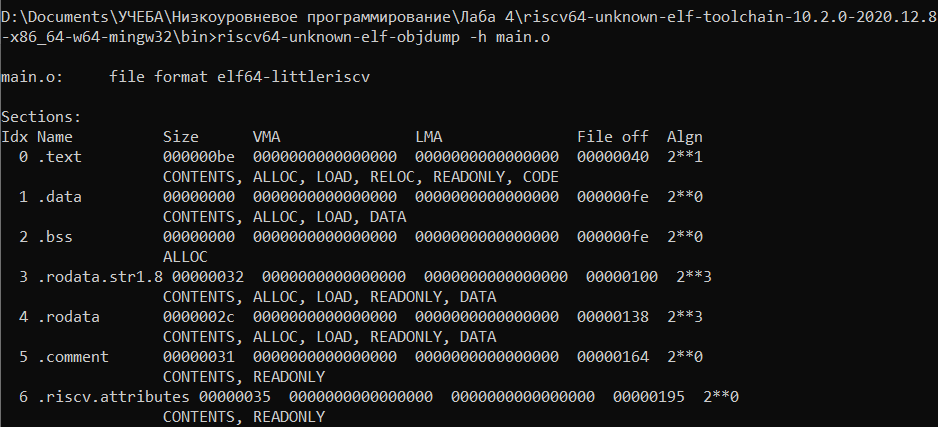 D:\Documents\УЧЕБА\Низкоуровневое программирование\Лаба 4\riscv64-unknown-elf-toolchain-10.2.0-2020.12.8
-x86_64-w64-mingw32\bin>riscv64-unknown-elf-objdump -h main.o
main.o:     file format elf64-littleriscv
Sections:
Idx Name          Size      VMA               LMA               File off  Algn
  0 .text         000000be  0000000000000000  0000000000000000  00000040  2**1
                  CONTENTS, ALLOC, LOAD, RELOC, READONLY, CODE
  1 .data         00000000  0000000000000000  0000000000000000  000000fe  2**0
                  CONTENTS, ALLOC, LOAD, DATA
  2 .bss          00000000  0000000000000000  0000000000000000  000000fe  2**0
                  ALLOC
  3 .rodata.str1.8 00000032  0000000000000000  0000000000000000  00000100  2**3
                  CONTENTS, ALLOC, LOAD, READONLY, DATA
  4 .rodata       0000002c  0000000000000000  0000000000000000  00000138  2**3
                  CONTENTS, ALLOC, LOAD, READONLY, DATA
  5 .comment      00000031  0000000000000000  0000000000000000  00000164  2**0
                  CONTENTS, READONLY
  6 .riscv.attributes 00000035  0000000000000000  0000000000000000  00000195  2**0
                  CONTENTS, READONLY